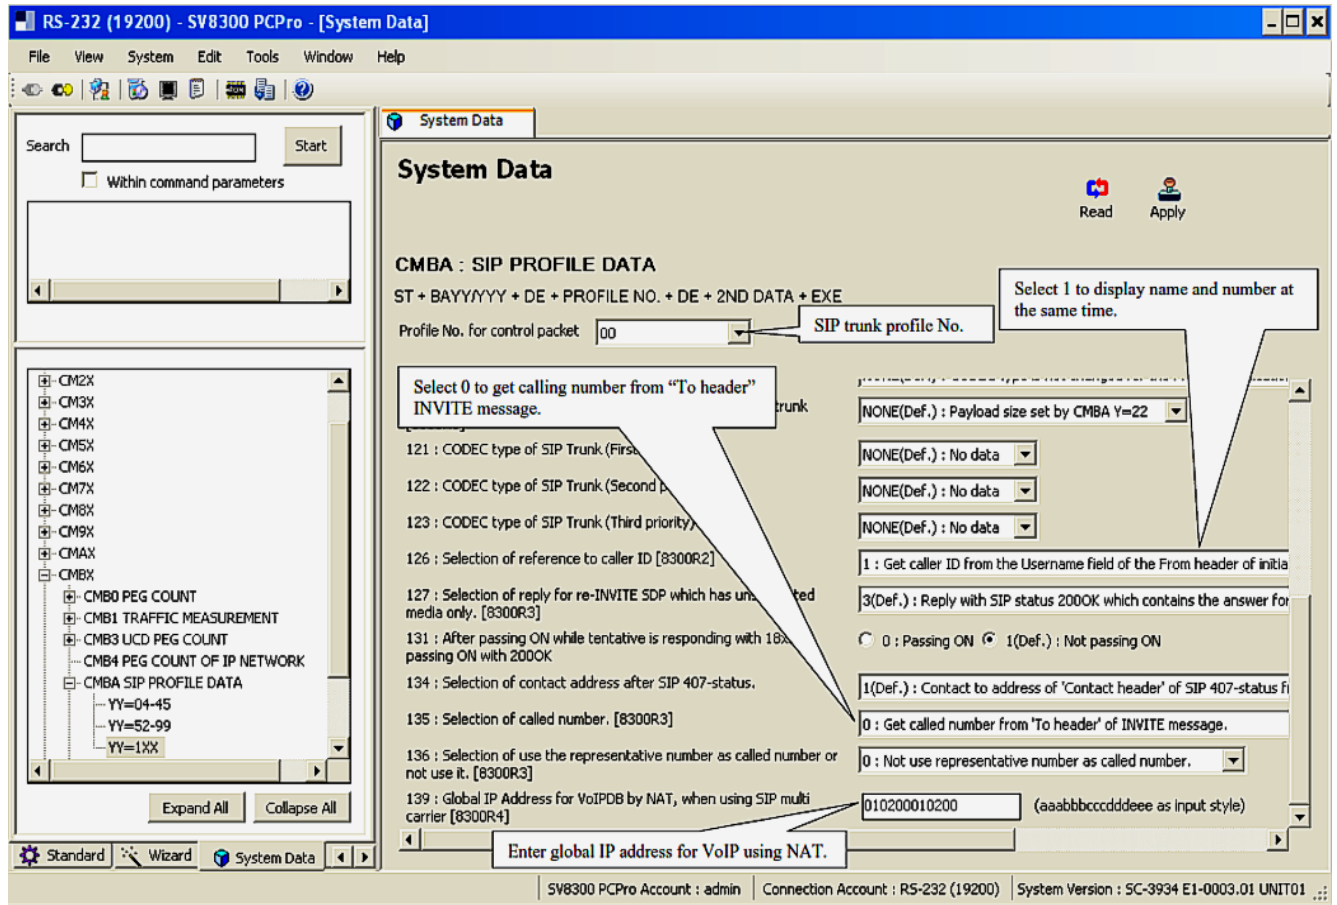 RS-232 (19200) - SV8300 PCPro - [System Data]
File View System Edit Tools Window Help
Search
Start
Within command parameters
CM2X
CM3X
CM4X
CM5X
CM6X
CM7X
CM8X
CM9X
CMAX
CMBX
CMB0 PEG COUNT
CMB1 TRAFFIC MEASUREMENT
CMB3 UCD PEG COUNT
CMB4 PEG COUNT OF IP NETWORK
CMBA SIP PROFILE DATA
YY=04-45
YY=52-99
YY=1XX
Expand All Collapse All
Standard Wizard System Data
System Data
System Data
Read Apply
CMBA : SIP PROFILE DATA
ST + BAYY/YYY + DE + PROFILE NO. + DE + 2ND DATA + EXE
Profile No. for control packet 00
SIP trunk profile No.
Select 1 to display name and number at
the same time.
Select 0 to get calling number from “To header”
INVITE message.
trunk
NONE(Def.) : Payload size set by CMBA Y=22
121 : CODEC type of SIP Trunk (Firs
NONE(Def.) : No data
122 : CODEC type of SIP Trunk (Second p
NONE(Def.) : No data
123 : CODEC type of SIP Trunk (Third priority)
NONE(Def.) : No data
126 : Selection of reference to caller ID [8300R2]
1 : Get caller ID from the Username field of the From header of initia
127 : Selection of reply for re-INVITE SDP which has uns ted
media only. [8300R3]
3(Def.) : Reply with SIP status 200OK which contains the answer for
131 : After passing ON while tentative is responding with 18x
passing ON with 200OK
0 : Passing ON 1(Def.) : Not passing ON
134 : Selection of contact address after SIP 407-status.
1(Def.) : Contact to address of 'Contact header' of SIP 407-status fr
135 : Selection of called number. [8300R3]
0 : Get called number from 'To header' of INVITE message.
136 : Selection of use the representative number as called number or
not use it. [8300R3]
0 : Not use representative number as called number.
139 : Global IP Address for VoIPDB by NAT, when using SIP multi
carrier [8300R4]
010200010200 (aaabbbcccdddeee as input style)
Enter global IP address for VoIP using NAT.
SV8300 PCPro Account : admin Connection Account : RS-232 (19200) System Version : SC-3934 E1-0003.01 UNIT01